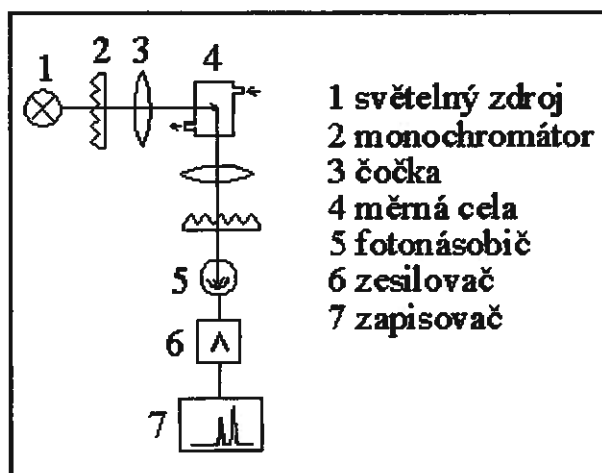 1
2
3
4
5
6
7
1 světelný zdroj
2 monochromátor
3 čočka
4 měrná cela
5 fotonásobič
6 zesilovač
7 zapisovač